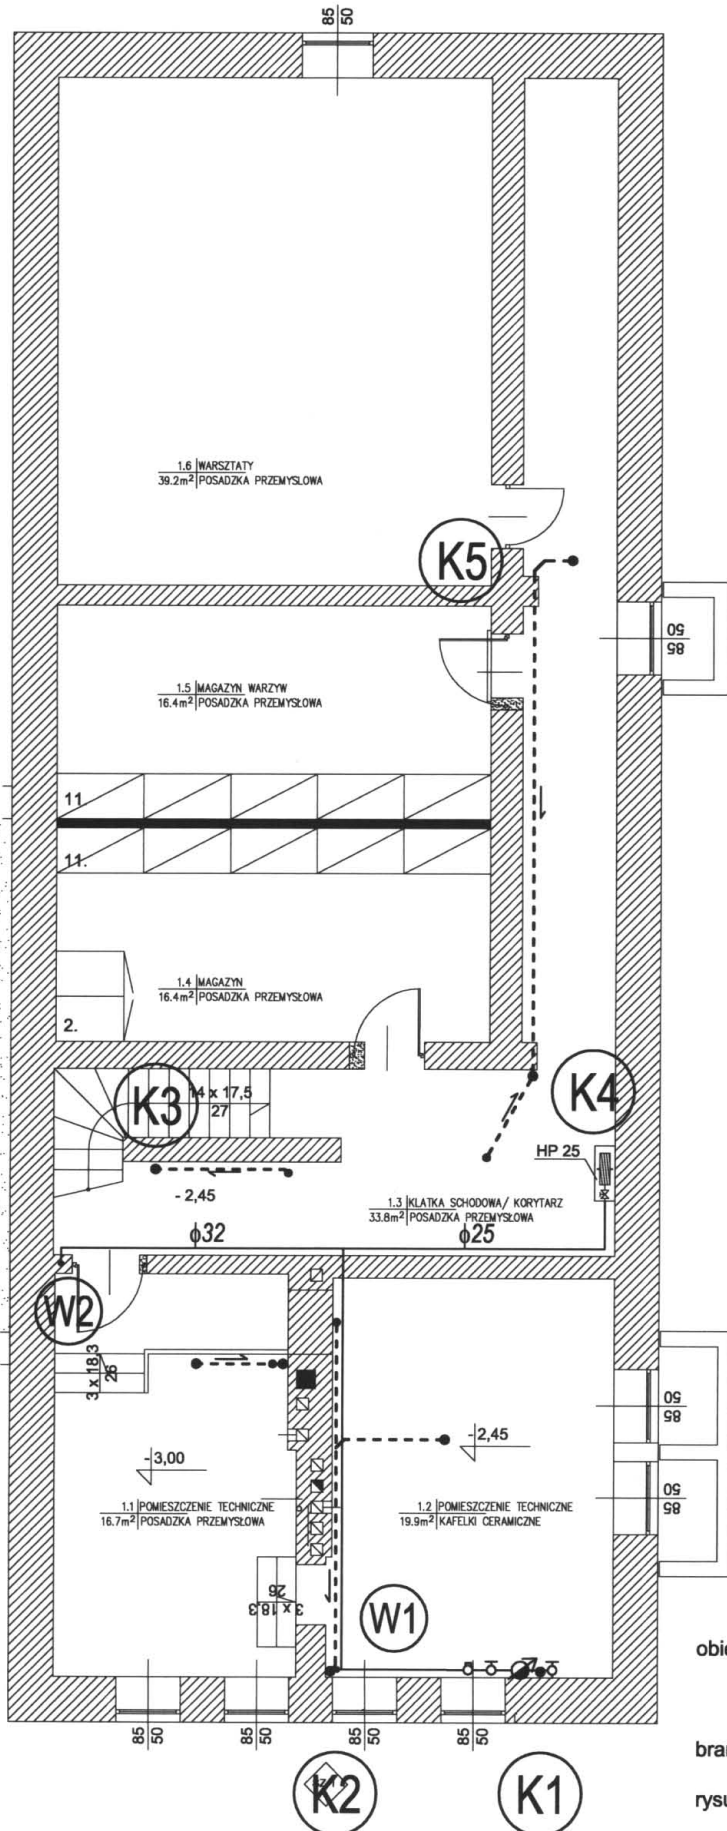 85
50
1.6 WARSZTATY
39.2m² POSADZKA PRZEMYSLOWA
K5
85
50
1.5 MAGAZYN WARZYW
16.4m² POSADZKA PRZEMYSŁOWA
11.
11.
1.4 MAGAZYN
16.4m² POSADZKA PRZEMYSŁOWA
2.
K3
14 x 17,5
27
K4
HP 25
- 2,45
1.3 KLATKA SCHODOWA/ KORYTARZ
33.8m² POSADZKA PRZEMYSŁOWA
ϕ32
ϕ25
W2
3 x 18,3
26
85
50
- 3,00
- 2,45
1.1 POMIESZCZENIE TECHNICZNE
16.7m² POSADZKA PRZEMYSŁOWA
1.2 POMIESZCZENIE TECHNICZNE
19.9m² KAFELKI CERAMICZNE
85
50
3 x 18,3
26
W1
85
50
85
50
85
50
85
50
K2
K1